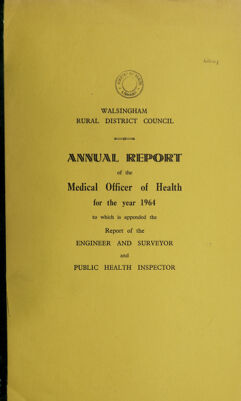 WALSINGHAM
RURAL DISTRICT COUNCIL
ANNUAL REPORT
of the
Medical Officer of Health
for the year 1964
to which is appended the
Report of the
ENGINEER AND SURVEYOR
and
PUBLIC HEALTH INSPECTOR